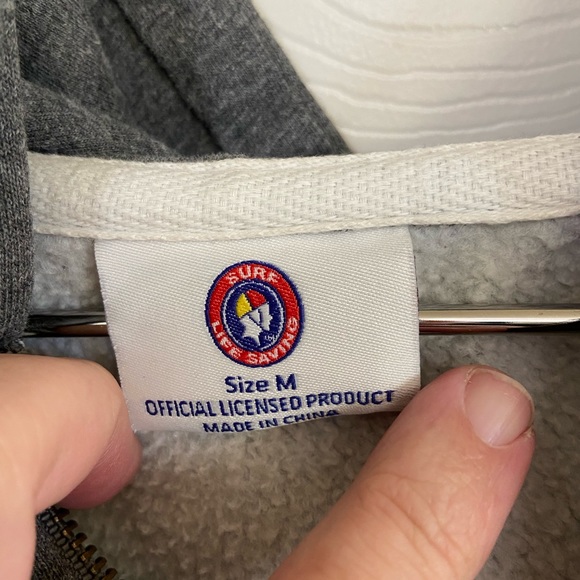 SURF
LIFE SAVING
Size M
OFFICIAL LICENSED PRODUCT
MADE IN CHINA